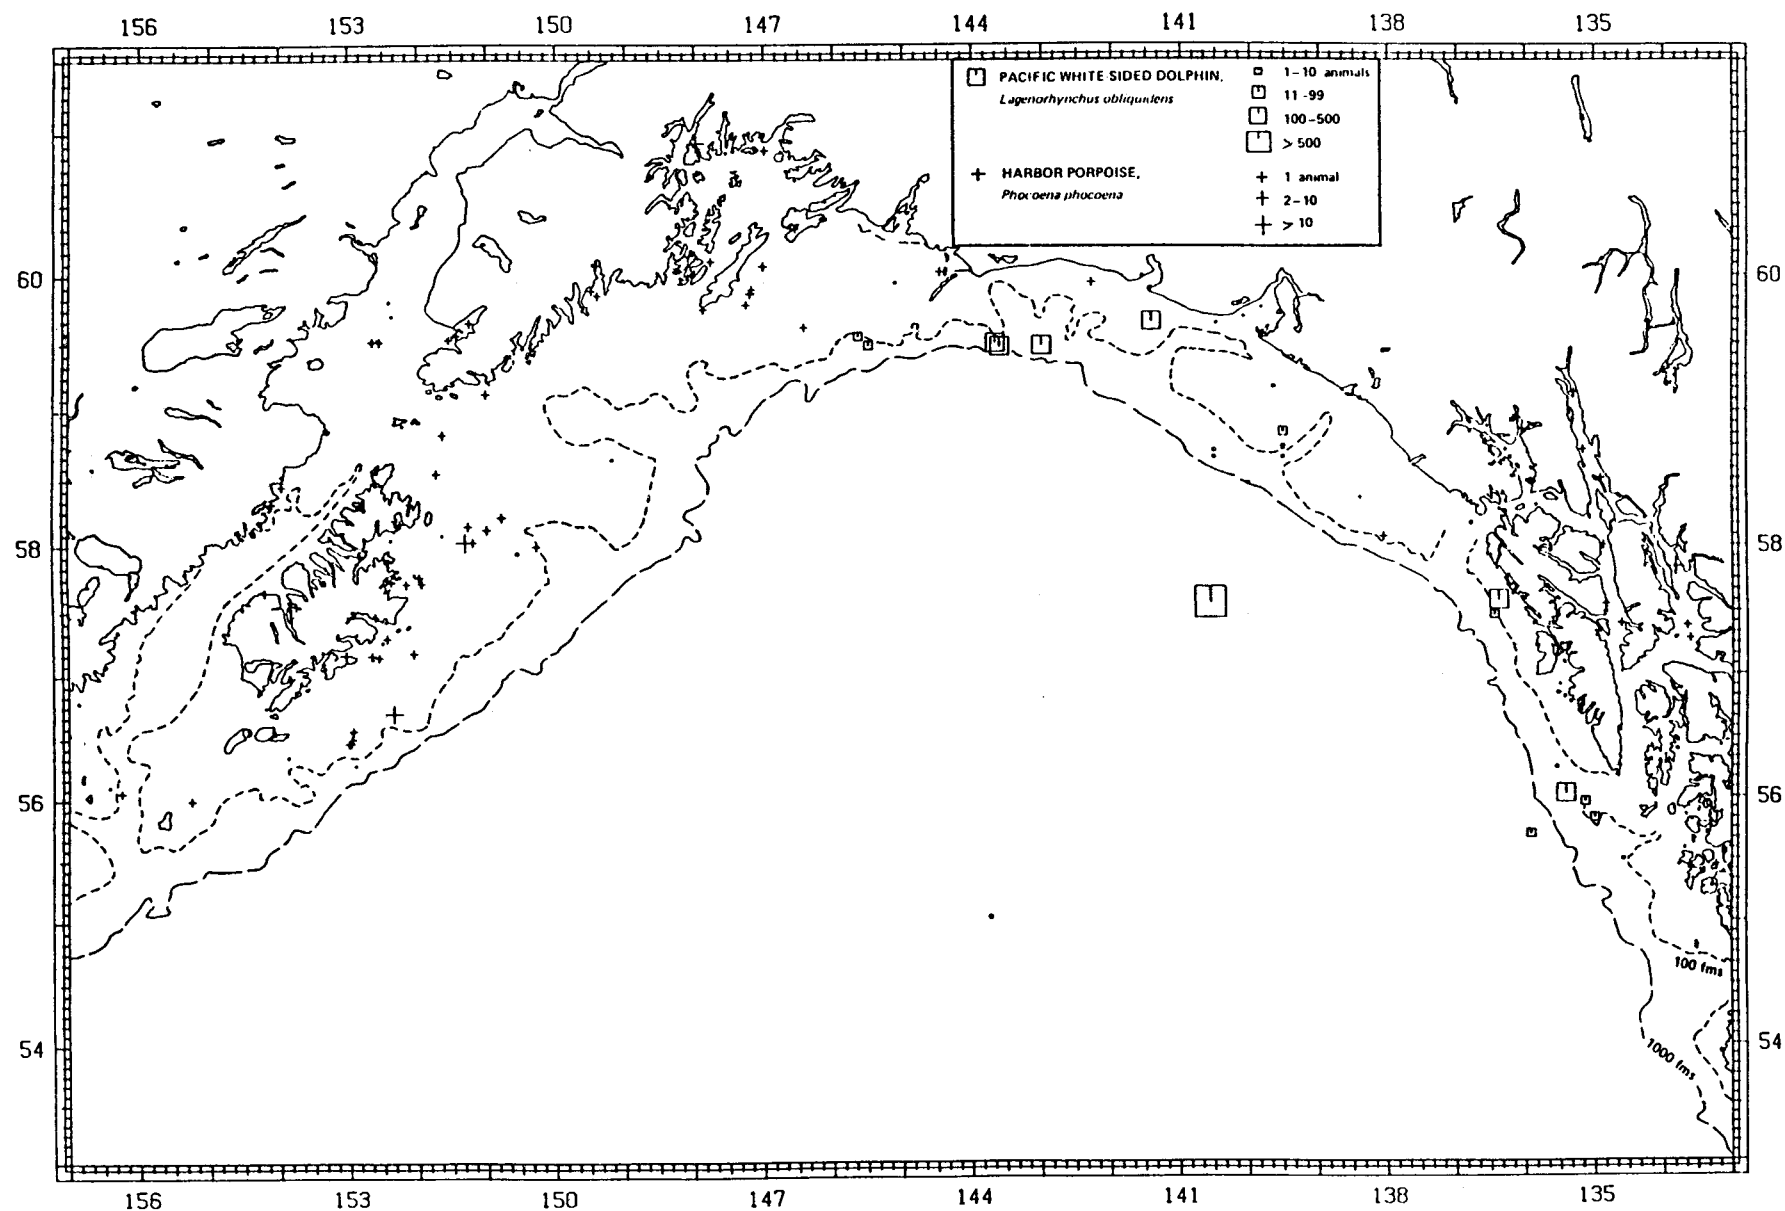 156 153 150 147 144 141 138 135
PACIFIC WHITE-SIDED DOLPHIN,
Lagenorhynchus obliquidens
1-10 animals
11-99
100-500
> 500
HARBOR PORPOISE,
Phocoena phocoena
1 animal
2-10
> 10
60 60
58 58
56 56
100 fms
54 54
1000 fms
156 153 150 147 144 141 138 135